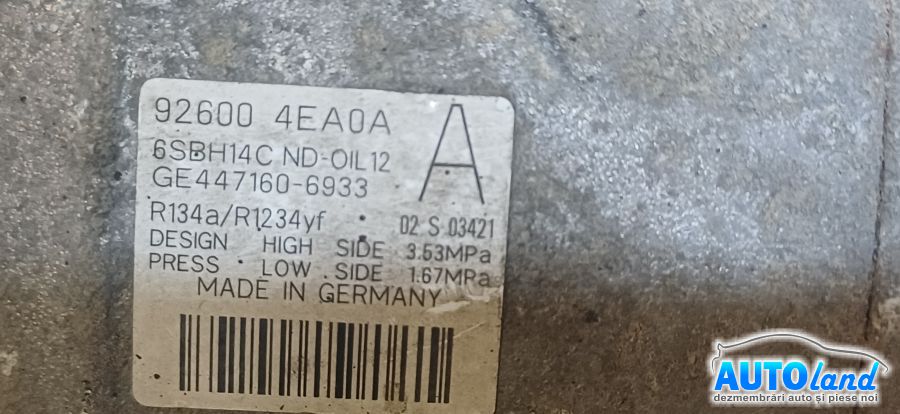 92600 4EA0A
A
6SBH14C ND-OIL12
GE447160-6933
R134a/R1234yf 02 S 03421
DESIGN HIGH SIDE 3.53MPa
PRESS LOW SIDE 1.67MPa
MADE IN GERMANY
AUTOland
dezmembrări auto și piese noi